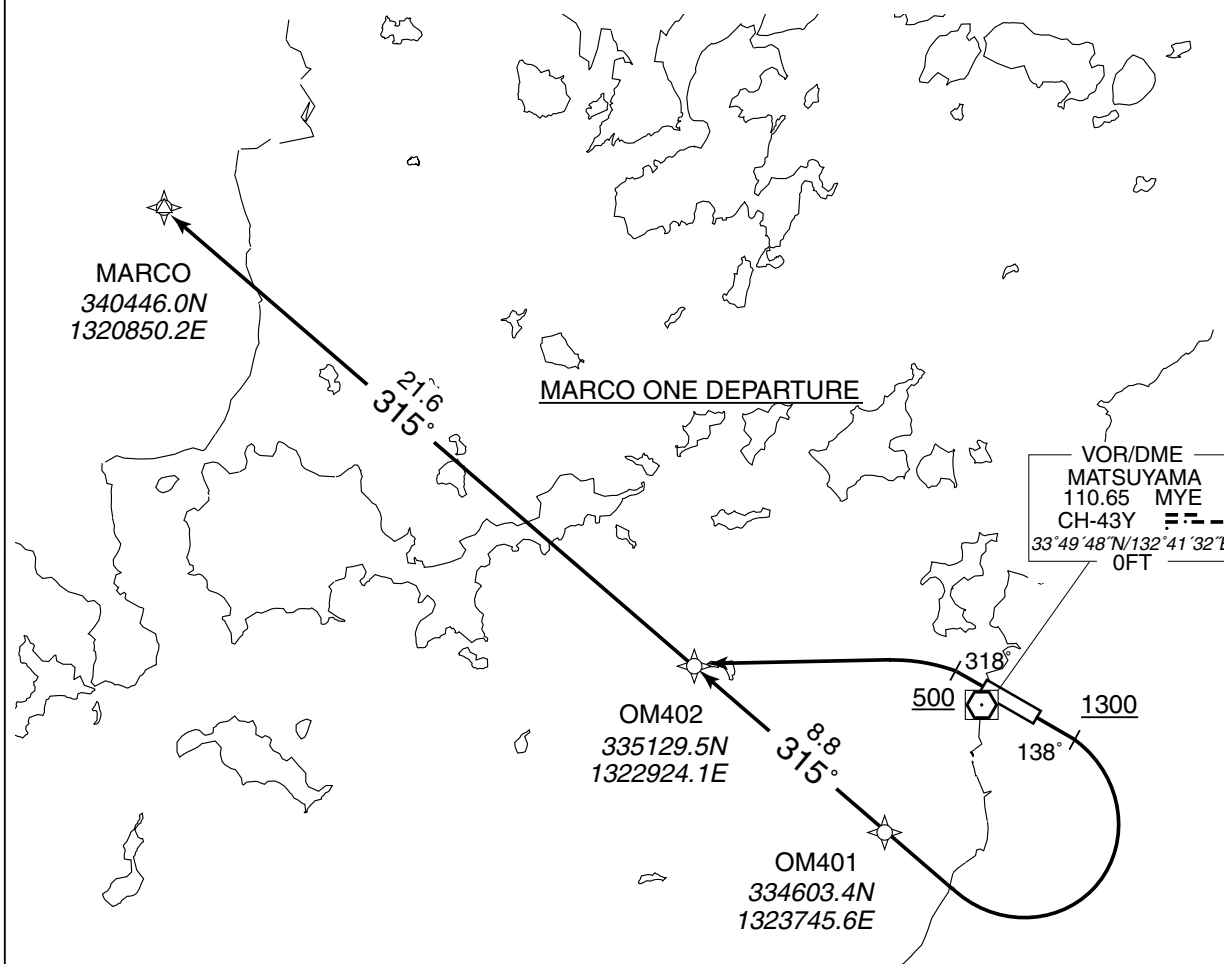 MARCO
340446.0N
1320850.2E
21.6
315°
MARCO ONE DEPARTURE
VOR/DME
MATSUYAMA
110.65 MYE
CH-43Y
33°49´48˝N/132°41´32˝E
0FT
318°
500
1300
138°
OM402
335129.5N
1322924.1E
8.8
315°
OM401
334603.4N
1323745.6E